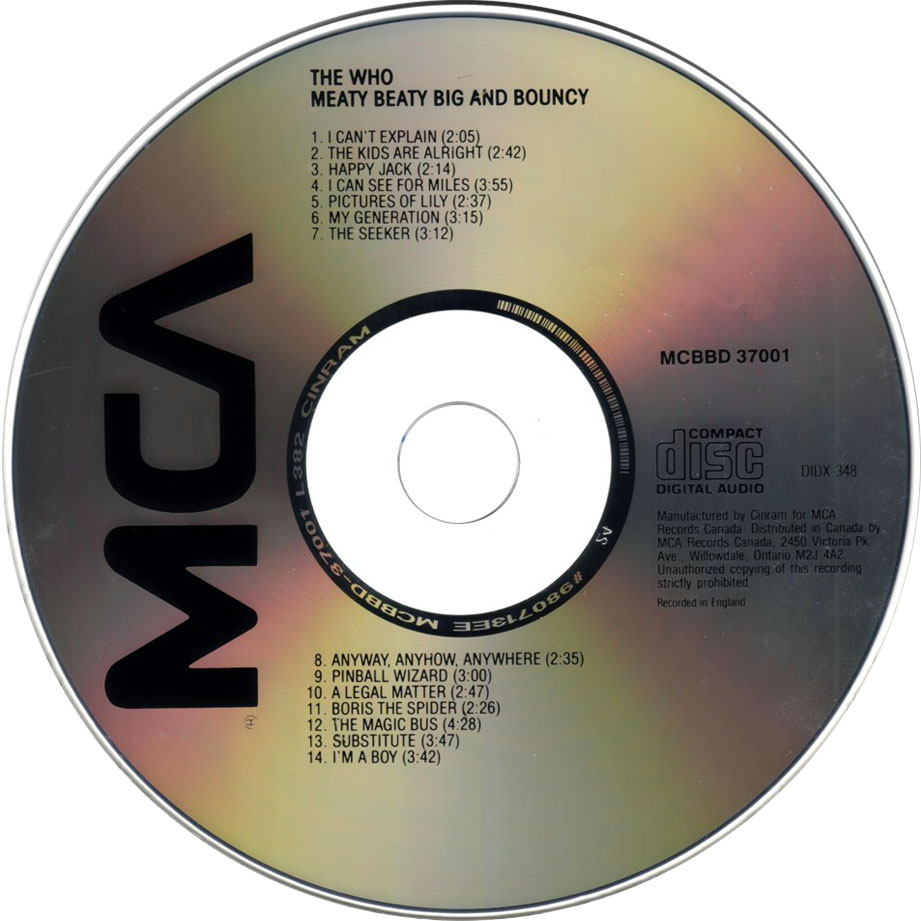 THE WHO
MEATY BEATY BIG AND BOUNCY
1. I CAN'T EXPLAIN (2:05)
2. THE KIDS ARE ALRIGHT (2:42)
3. HAPPY JACK (2:14)
4. I CAN SEE FOR MILES (3:55)
5. PICTURES OF LILY (2:37)
6. MY GENERATION (3:15)
7. THE SEEKER (3:12)
MCA
®
MCBBD 37001
COMPACT
disc
DIGITAL AUDIO
DIDX 348
Manufactured by Cinram for MCA
Records Canada. Distributed in Canada by
MCA Records Canada, 2450 Victoria Pk.
Ave., Willowdale, Ontario M2J 4A2.
Unauthorized copying of this recording
strictly prohibited
Recorded in England
#980713EE MCBBD-37001 L382 CINRAM
8. ANYWAY, ANYHOW, ANYWHERE (2:35)
9. PINBALL WIZARD (3:00)
10. A LEGAL MATTER (2:47)
11. BORIS THE SPIDER (2:26)
12. THE MAGIC BUS (4:28)
13. SUBSTITUTE (3:47)
14. I'M A BOY (3:42)